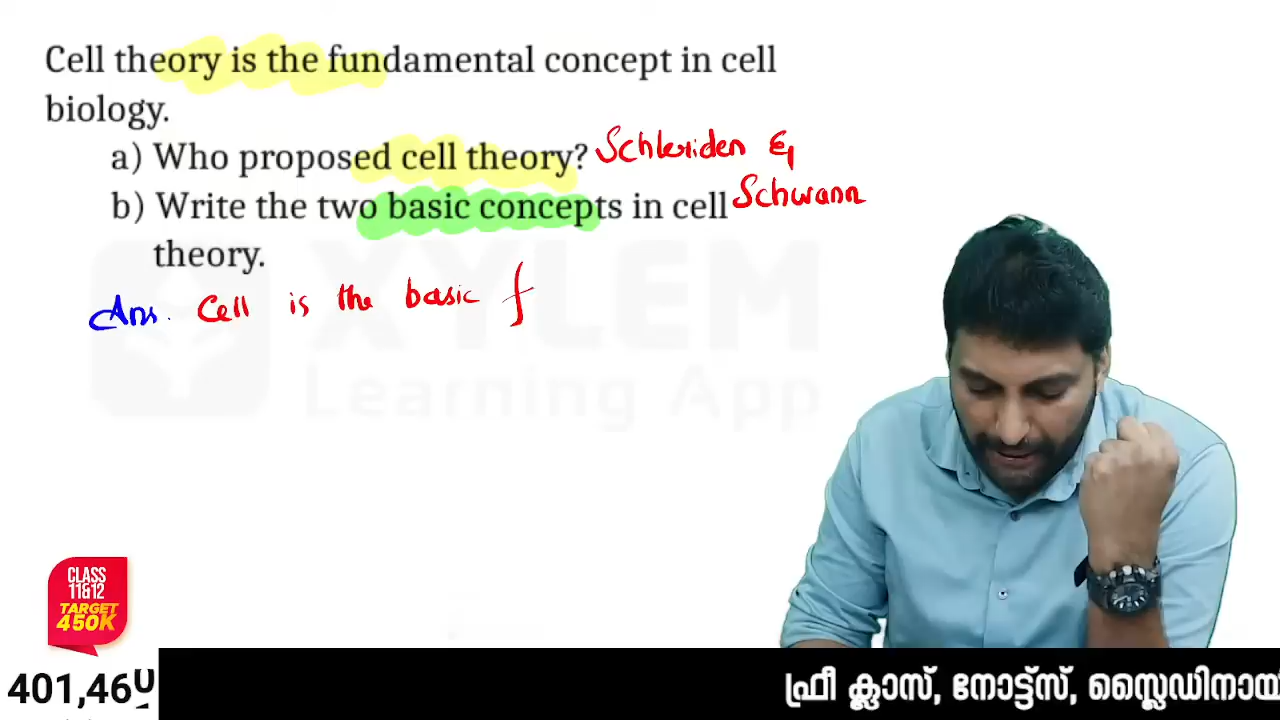 Cell theory is the fundamental concept in cell
biology.
a) Who proposed cell theory? Schleiden &
b) Write the two basic concepts in cell Schwann
theory.
Ans. Cell is the basic f
XYLEM
Learning App
CLASS
11&12
TARGET
450K
401,460
ഫ്രീ ക്ലാസ്, നോട്ട്സ്, സ്ലൈഡിനായ